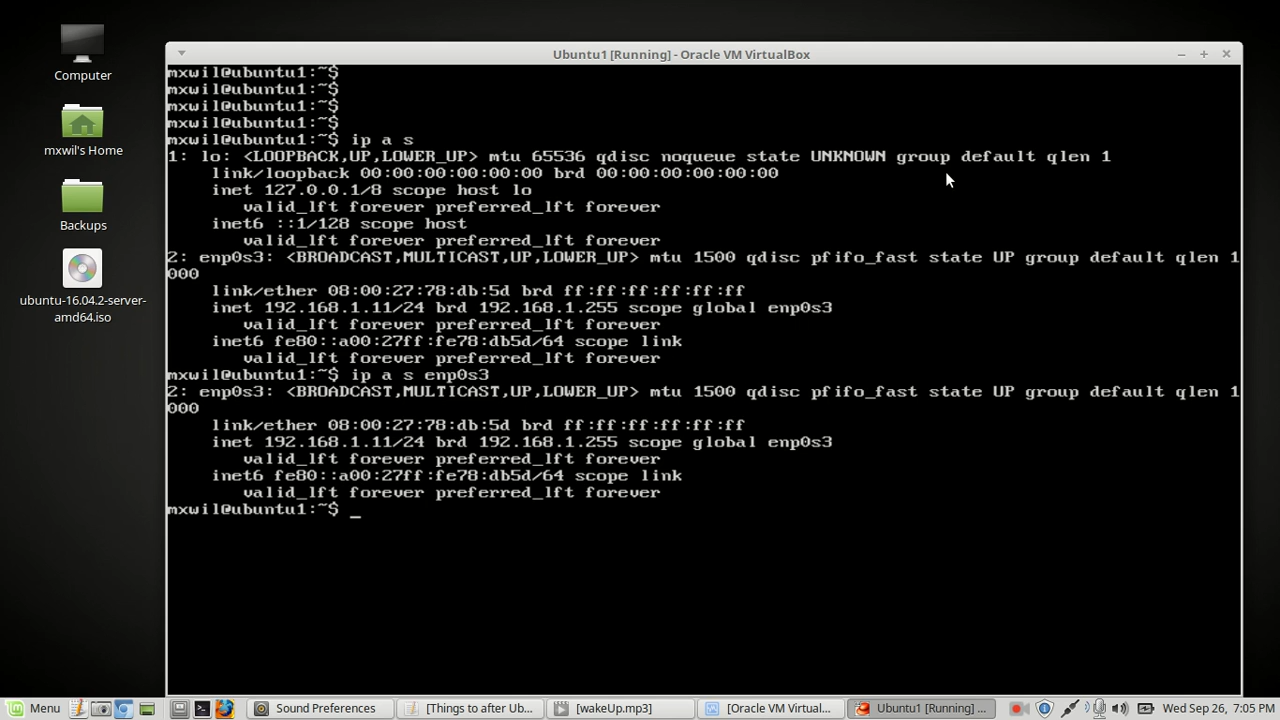 Computer
mxwil's Home
Backups
ubuntu-16.04.2-server-
amd64.iso
Ubuntu1 [Running] - Oracle VM VirtualBox
mxwil@ubuntu1:~$
mxwil@ubuntu1:~$
mxwil@ubuntu1:~$
mxwil@ubuntu1:~$
mxwil@ubuntu1:~$ ip a s
1: lo: <LOOPBACK,UP,LOWER_UP> mtu 65536 qdisc noqueue state UNKNOWN group default qlen 1
link/loopback 00:00:00:00:00:00 brd 00:00:00:00:00:00
inet 127.0.0.1/8 scope host lo
valid_lft forever preferred_lft forever
inet6 ::1/128 scope host
valid_lft forever preferred_lft forever
2: enp0s3: <BROADCAST,MULTICAST,UP,LOWER_UP> mtu 1500 qdisc pfifo_fast state UP group default qlen 1
000
link/ether 08:00:27:78:db:5d brd ff:ff:ff:ff:ff:ff
inet 192.168.1.11/24 brd 192.168.1.255 scope global enp0s3
valid_lft forever preferred_lft forever
inet6 fe80::a00:27ff:fe78:db5d/64 scope link
valid_lft forever preferred_lft forever
mxwil@ubuntu1:~$ ip a s enp0s3
2: enp0s3: <BROADCAST,MULTICAST,UP,LOWER_UP> mtu 1500 qdisc pfifo_fast state UP group default qlen 1
000
link/ether 08:00:27:78:db:5d brd ff:ff:ff:ff:ff:ff
inet 192.168.1.11/24 brd 192.168.1.255 scope global enp0s3
valid_lft forever preferred_lft forever
inet6 fe80::a00:27ff:fe78:db5d/64 scope link
valid_lft forever preferred_lft forever
mxwil@ubuntu1:~$ _
Menu
Sound Preferences
[Things to after Ub...
[wakeUp.mp3]
[Oracle VM Virtual...
Ubuntu1 [Running] ...
Wed Sep 26, 7:05 PM